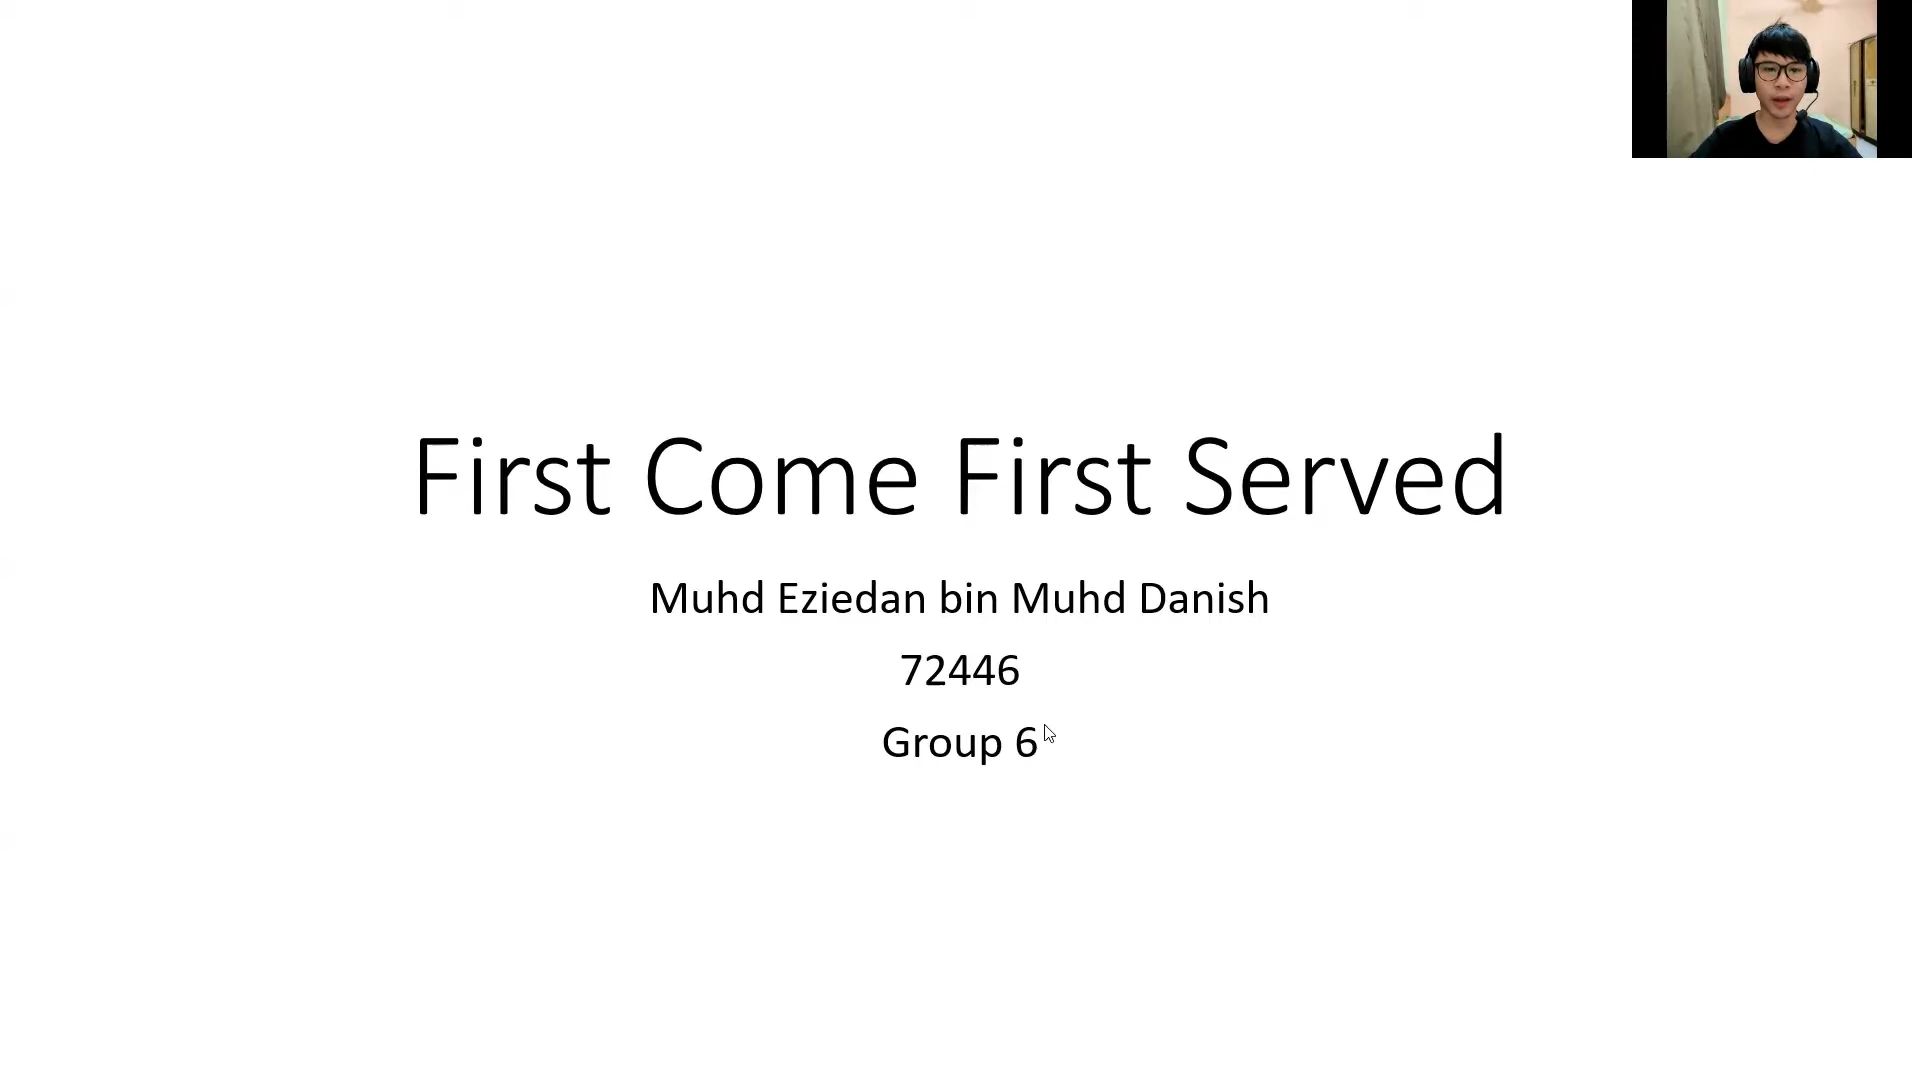 First Come First Served
Muhd Eziedan bin Muhd Danish
72446
Group 6